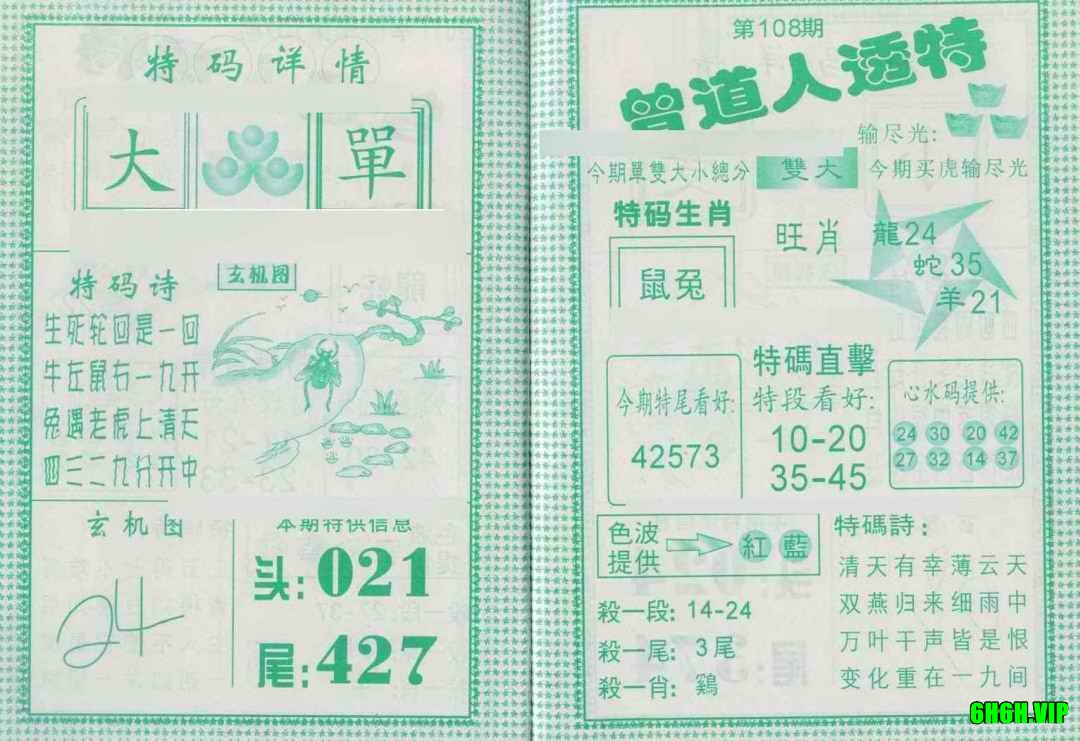 特码详情
大 單
特码诗
玄机图
生死轮回是一回
牛左鼠右一九开
兔遇老虎上清天
四三二九分开中
玄机图
24
本期特供信息
头:021
尾:427
第108期
曾道人透特
输尽光:
今期單雙大小總分 雙大 今期买虎输尽光
特码生肖
鼠兔
旺肖
龍24
蛇35
羊21
今期特尾看好:
42573
特碼直擊
特段看好:
10-20
35-45
心水码提供:
24 30 20 42
27 32 14 37
色波
提供
紅 藍
殺一段: 14-24
殺一尾: 3尾
殺一肖: 鷄
特碼詩:
清天有幸薄云天
双燕归来细雨中
万叶干声皆是恨
变化重在一九间
6H6H.VIP